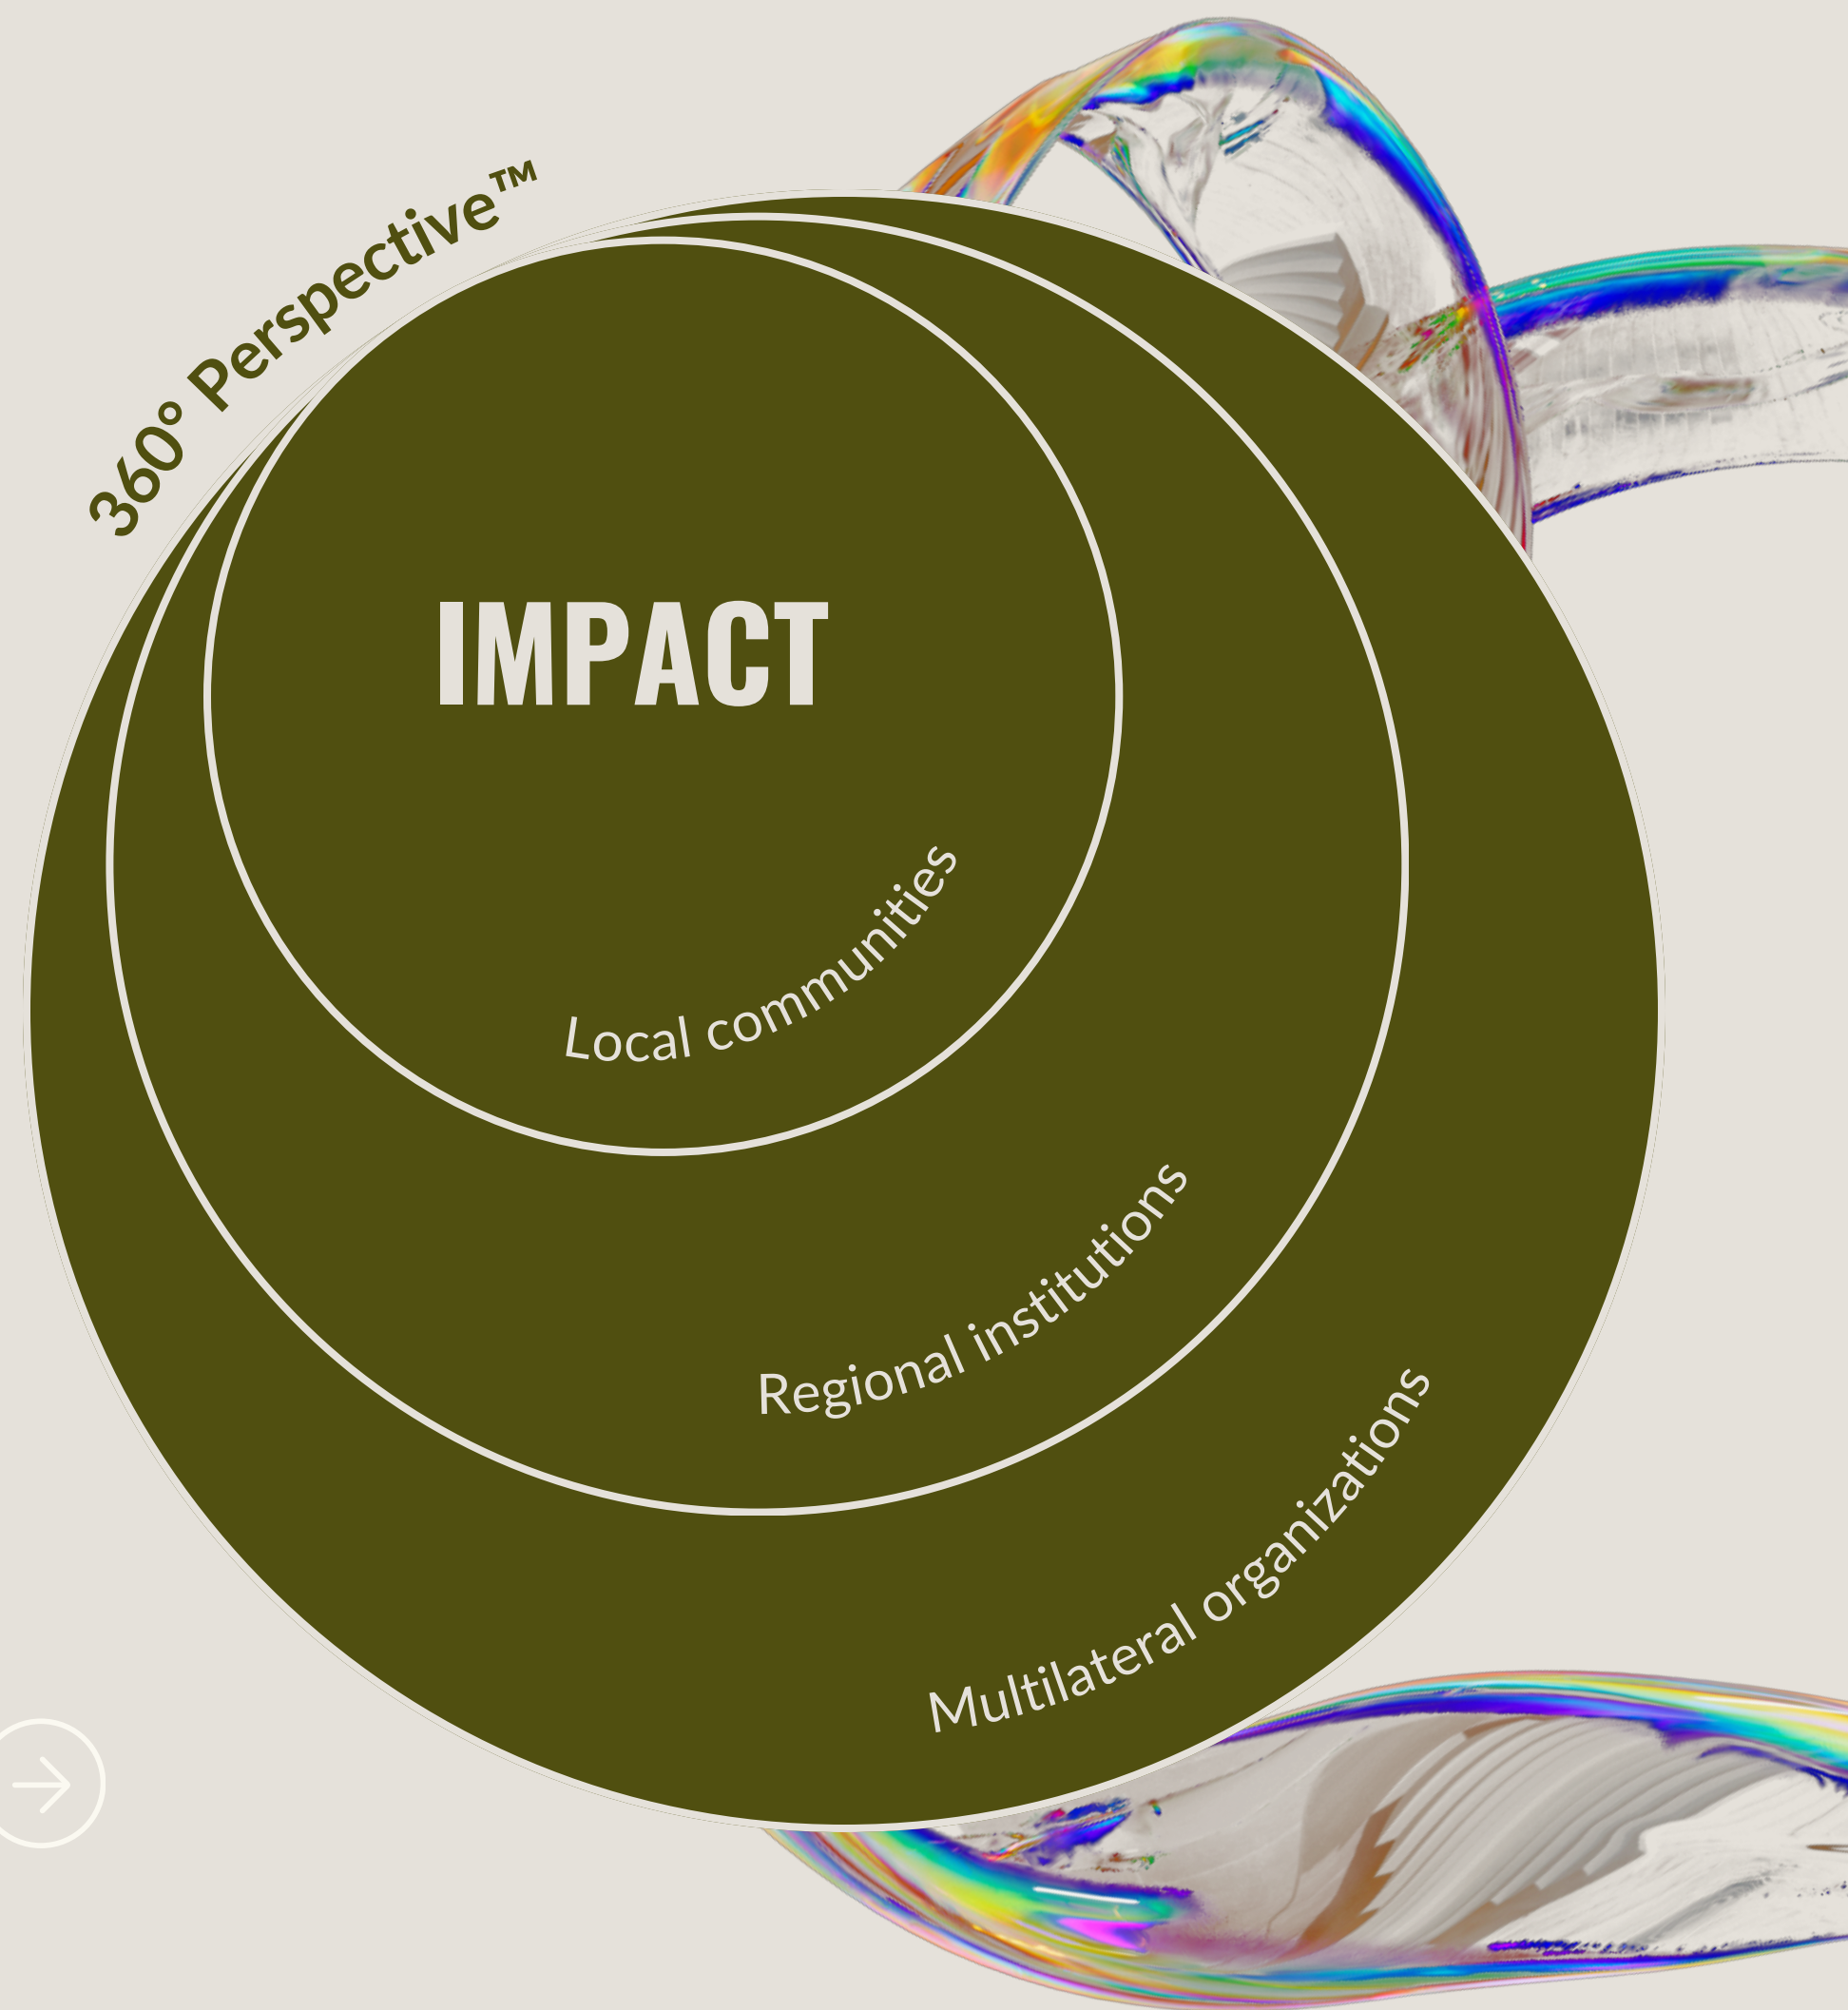 360° Perspective™
IMPACT
Local communities
Regional institutions
Multilateral organizations